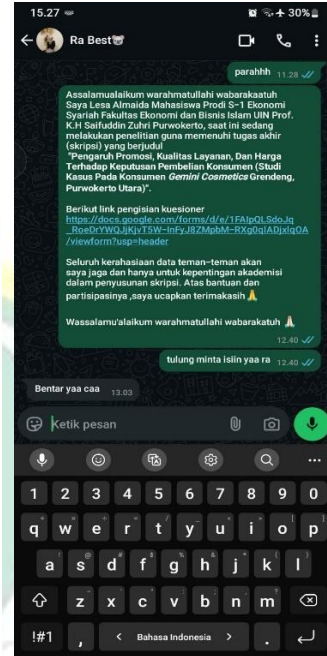 15.27
30%
Ra Best
parahhh 11.28
Assalamualaikum warahmatullahi wabarakaatuh
Saya Lesa Almaida Mahasiswa Prodi S-1 Ekonomi
Syariah Fakultas Ekonomi dan Bisnis Islam UIN Prof.
K.H Saifuddin Zuhri Purwokerto, saat ini sedang
melakukan penelitian guna memenuhi tugas akhir
(skripsi) yang berjudul
"Pengaruh Promosi, Kualitas Layanan, Dan Harga
Terhadap Keputusan Pembelian Konsumen (Studi
Kasus Pada Konsumen Gemini Cosmetics Grendeng,
Purwokerto Utara)".
Berikut link pengisian kuesioner
https://docs.google.com/forms/d/e/1FAIpQLSdoJq
_RoeDrYWQJjKjvT5W-InFyJ8ZMpbM-RXg0qlADjxlqOA
/viewform?usp=header
Seluruh kerahasiaan data teman-teman akan
saya jaga dan hanya untuk kepentingan akademisi
dalam penyusunan skripsi. Atas bantuan dan
partisipasinya ,saya ucapkan terimakasih 🙏
Wassalamu'alaikum warahmatullahi wabarakatuh 🙏
12.40
tulung minta isiin yaa ra 12.40
Bentar yaa caa 13.03
Ketik pesan
1 2 3 4 5 6 7 8 9 0
q w e r t y u i o p
a s d f g h j k l
z x c v b n m
!#1 , < Bahasa Indonesia > .